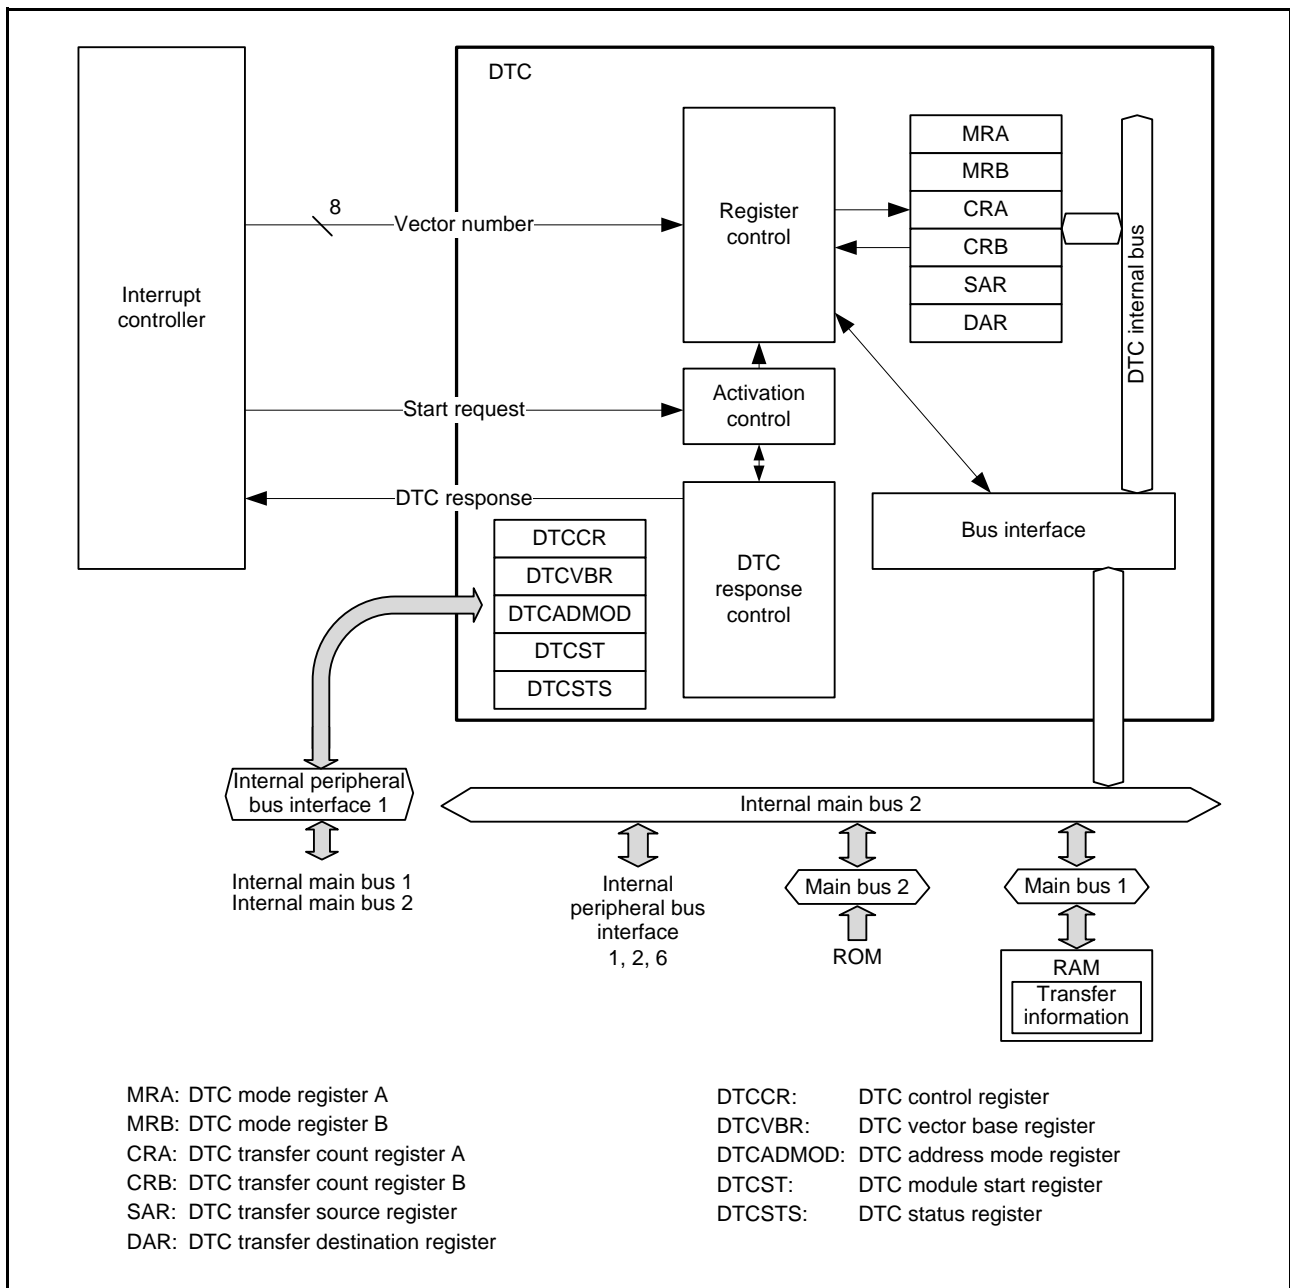 DTC
MRA
MRB
CRA
CRB
SAR
DAR
8
Vector number
Register
control
Interrupt
controller
DTC internal bus
Start request
Activation
control
DTC response
DTCCR
DTCVBR
DTCADMOD
DTCST
DTCSTS
DTC
response
control
Bus interface
Internal peripheral
bus interface 1
Internal main bus 2
Internal main bus 1
Internal main bus 2
Internal
peripheral bus
interface
1, 2, 6
Main bus 2
ROM
Main bus 1
RAM
Transfer
information
MRA: DTC mode register A
MRB: DTC mode register B
CRA: DTC transfer count register A
CRB: DTC transfer count register B
SAR: DTC transfer source register
DAR: DTC transfer destination register
DTCCR: DTC control register
DTCVBR: DTC vector base register
DTCADMOD: DTC address mode register
DTCST: DTC module start register
DTCSTS: DTC status register